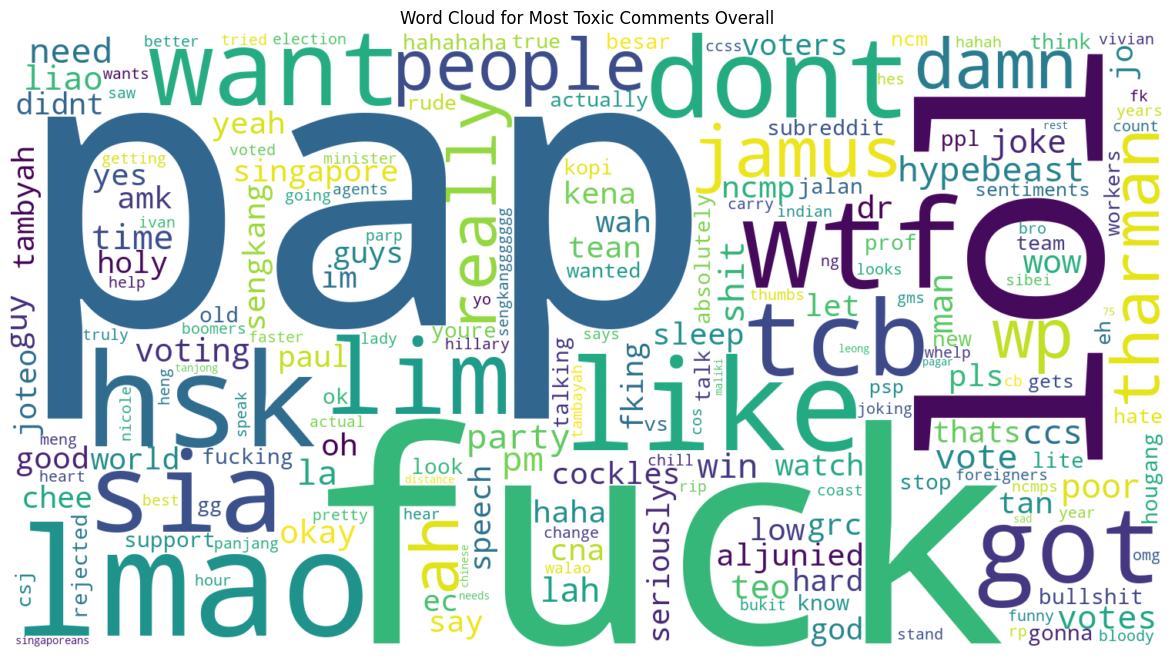 Word Cloud for Most Toxic Comments Overall
need
better
tried
election
want
people
hahahaha
true
besar
dont
ccss
voters
ncm
hahah
think
vivian
liao
wants
saw
didnt
rude
actually
hes
damn
jo
fk
years
yeah
really
subreddit
ppl
joke
count
rest
pap
getting
voted
minister
kopi
jamus
hypebeast
yes
singapore
kena
ncmp
jalan
sentiments
amk
going
agents
wah
carry
indian
dr
workers
tambyah
ivan
sengkang
parp
tean
absolutely
wtf
lol
bro
time
guys
wanted
shit
prof
team
tharman
holy
im
sengkangggggggg
ng
looks
wow
help
yo
thumbs
gms
sibei
guy
old
youre
says
let
man
75
truly
boomers
faster
lady
hillary
sleep
tcb
new
wp
eh
joteo
voting
paul
lim
talking
fking
leong
whelp
tanjong
like
talk
maliki
pagar
hsk
heng
ok
tambayah
vs
cos
psp
pls
cb
gets
nicole
speak
actual
joking
hate
meng
oh
party
thats
ccs
hougang
good
world
fucking
look
pm
chill
win
watch
vote
lite
heart
la
distance
cockles
rip
stop
foreigners
ncmps
chee
sia
best
gg
pretty
hear
speech
seriously
coast
tan
poor
rejected
okay
ah
haha
change
low
grc
sad
year
support
panjang
cna
aljunied
got
omg
csj
lmao
fuck
chinese
walao
teo
hard
bullshit
hour
needs
lah
bukit
know
funny
votes
ec
say
god
stand
rp
gonna
bloody
singaporeans